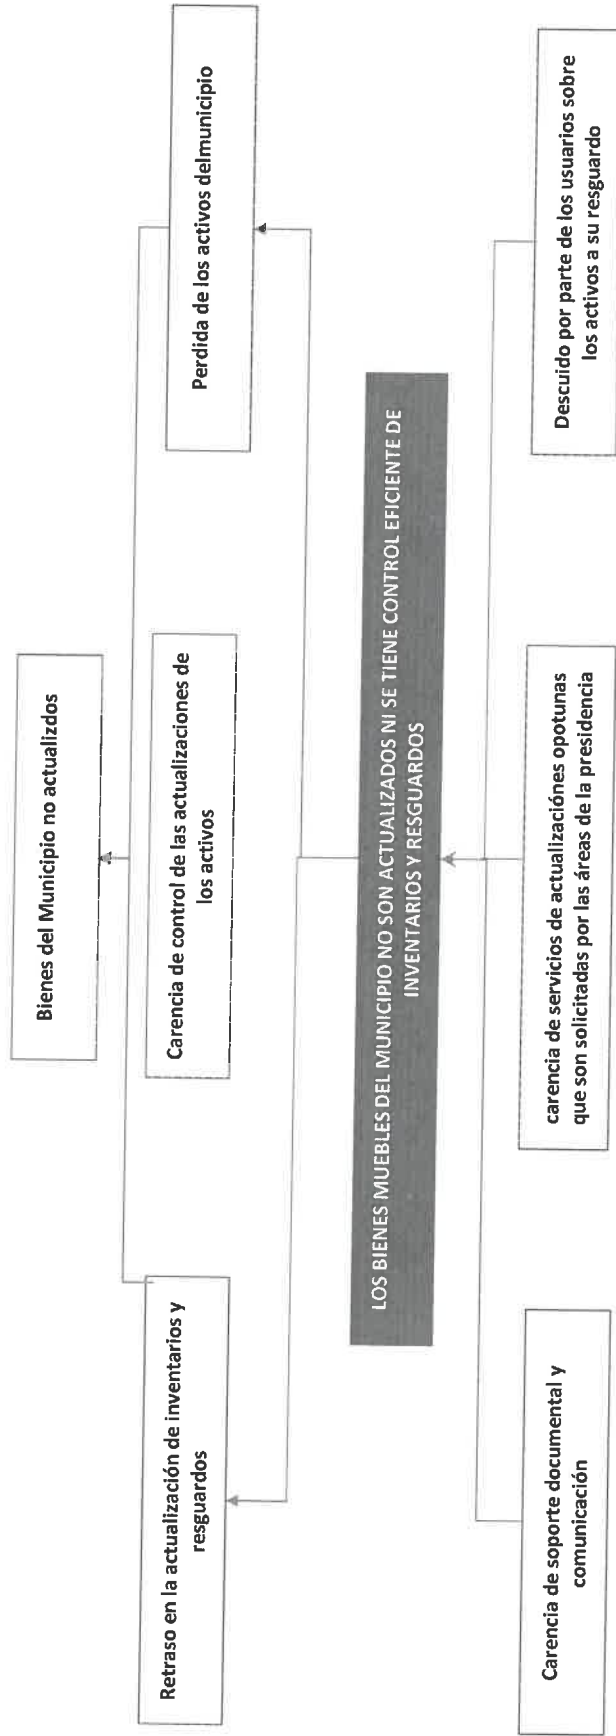 Bienes del Municipio no actualizdos
Retraso en la actualización de inventarios y
resguardos
Carencia de control de las actualizaciones de
los activos
Perdida de los activos delmunicipio
LOS BIENES MUEBLES DEL MUNICIPIO NO SON ACTUALIZADOS NI SE TIENE CONTROL EFICIENTE DE
INVENTARIOS Y RESGUARDOS
Carencia de soporte documental y
comunicación
carencia de servicios de actualizaciónes opotunas
que son solicitadas por las áreas de la presidencia
Descuido por parte de los usuarios sobre
los activos a su resguardo